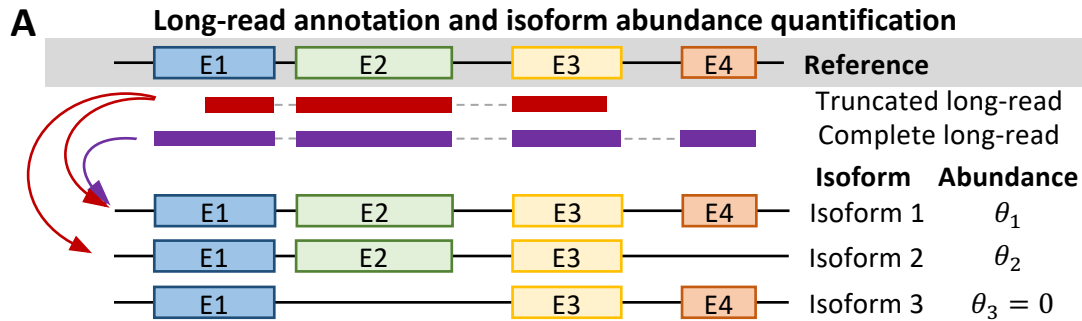 A Long-read annotation and isoform abundance quantification
E1 E2 E3 E4 Reference
Truncated long-read
Complete long-read
Isoform Abundance
E1 E2 E3 E4 Isoform 1 θ₁
E1 E2 E3 Isoform 2 θ₂
E1 E3 E4 Isoform 3 θ₃ = 0